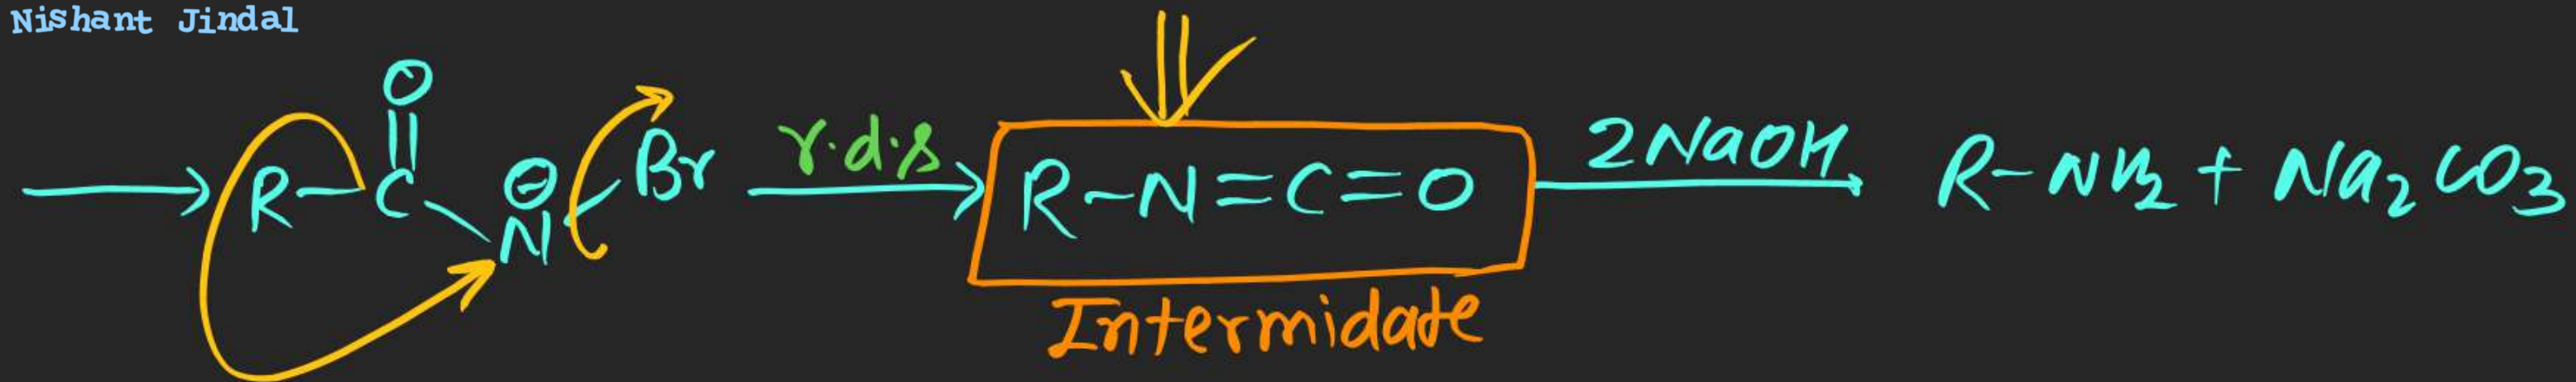 Nishant Jindal
O
|| 
→ R-C-N⊖-Br r.d.s → R-N=C=O 2NaOH → R-NH2 + Na2CO3
Intermidate